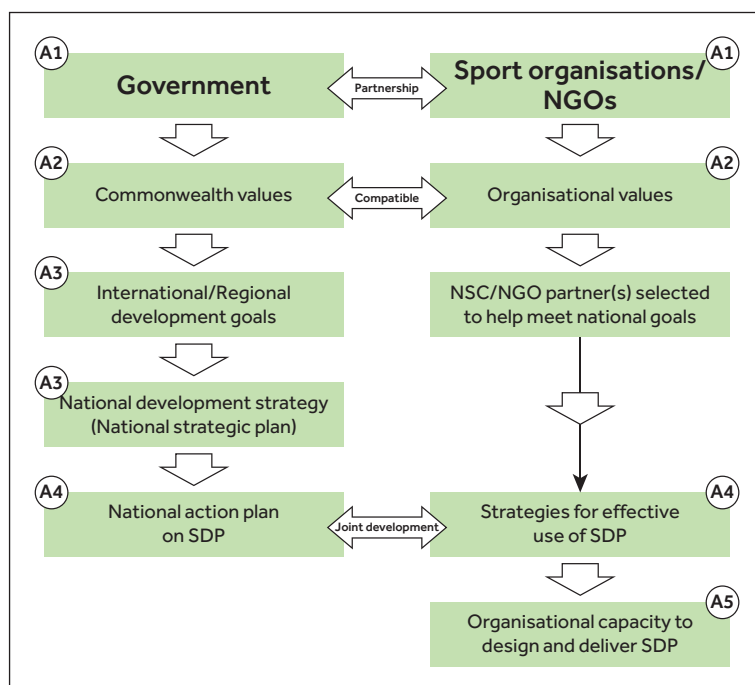 A1
Government
Partnership
A1
Sport organisations/
NGOs
A2
Commonwealth values
Compatible
A2
Organisational values
A3
International/Regional
development goals
NSC/NGO partner(s) selected
to help meet national goals
A3
National development strategy
(National strategic plan)
A4
National action plan
on SDP
Joint development
A4
Strategies for effective
use of SDP
A5
Organisational capacity to
design and deliver SDP